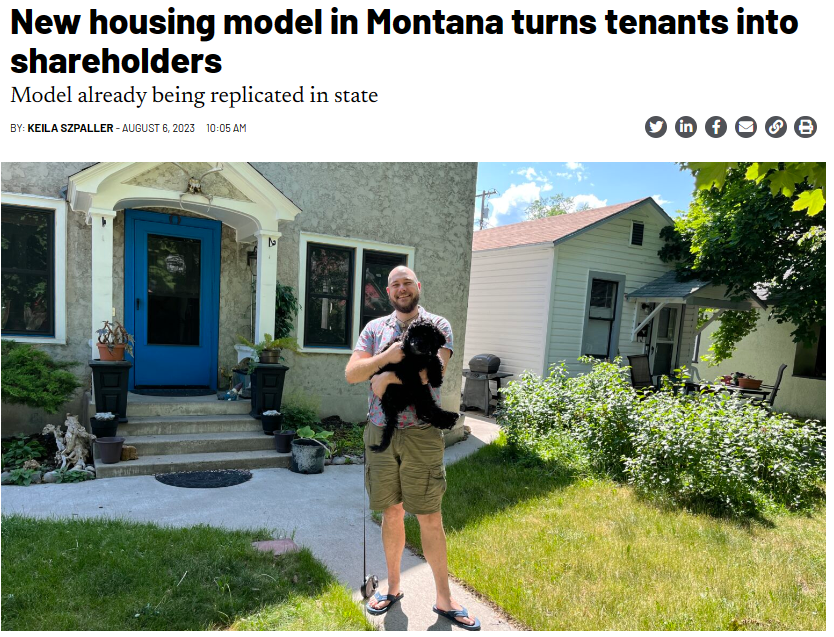 New housing model in Montana turns tenants into
shareholders
Model already being replicated in state
BY: KEILA SZPALLER - AUGUST 6, 2023 10:05 AM